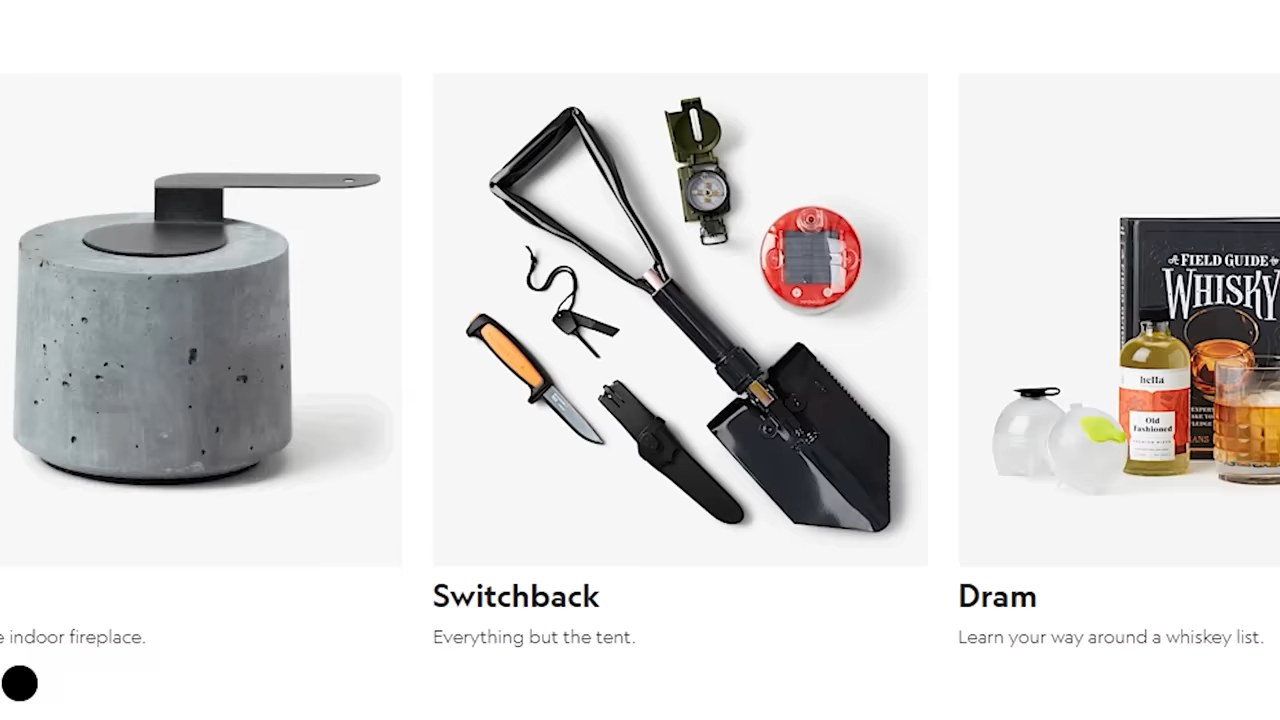 A FIELD GUIDE to
WHISKY
hella
Old
Fashioned
Switchback
Dram
e indoor fireplace.
Everything but the tent.
Learn your way around a whiskey list.